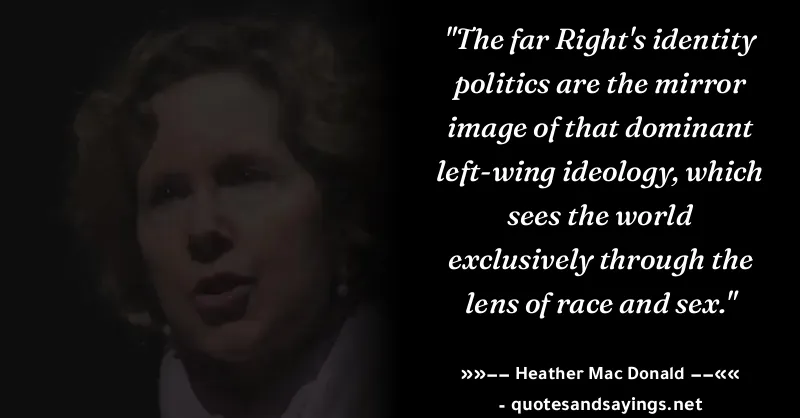 "The far Right's identity
politics are the mirror
image of that dominant
left-wing ideology, which
sees the world
exclusively through the
lens of race and sex."
»»−− Heather Mac Donald −−««
- quotesandsayings.net